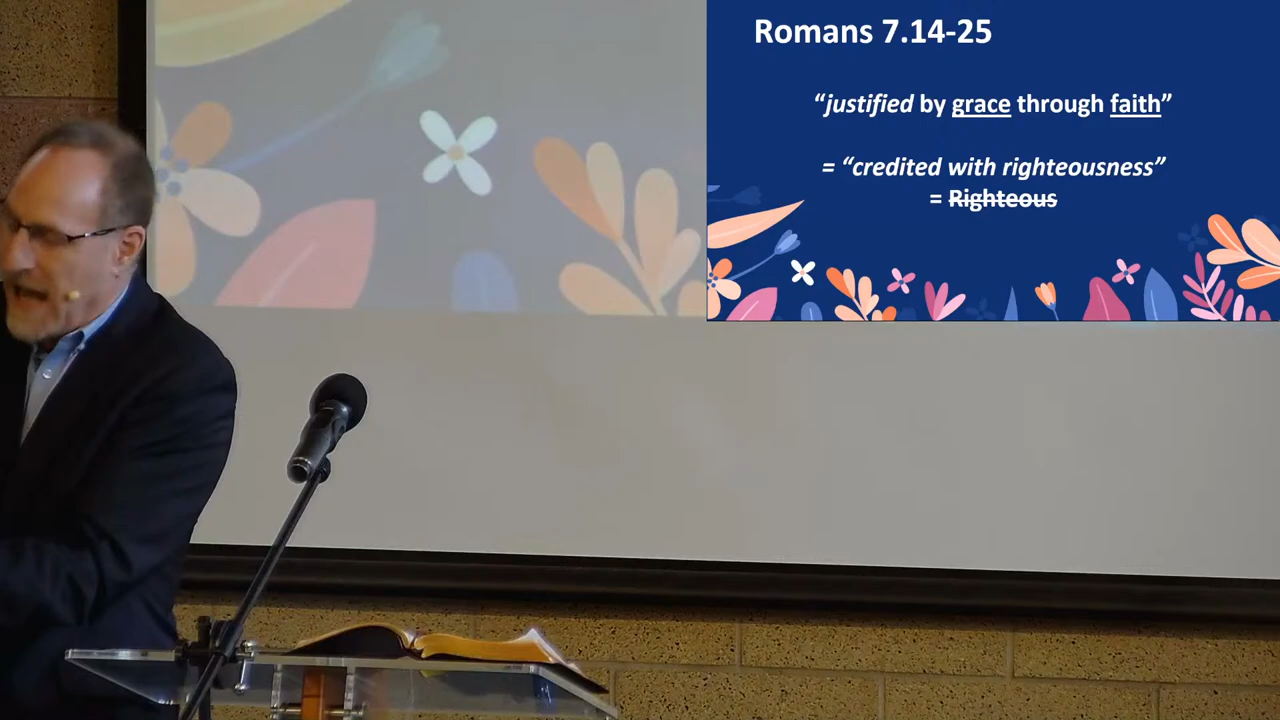 Romans 7.14-25
“justified by grace through faith”
= “credited with righteousness”
= Righteous